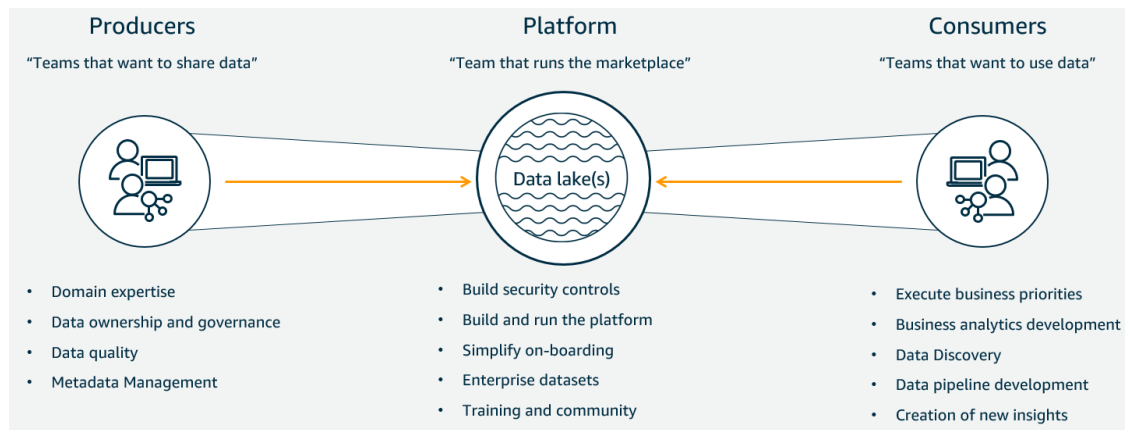 Producers
“Teams that want to share data”
• Domain expertise
• Data ownership and governance
• Data quality
• Metadata Management
Platform
“Team that runs the marketplace”
Data lake(s)
• Build security controls
• Build and run the platform
• Simplify on-boarding
• Enterprise datasets
• Training and community
Consumers
“Teams that want to use data”
• Execute business priorities
• Business analytics development
• Data Discovery
• Data pipeline development
• Creation of new insights